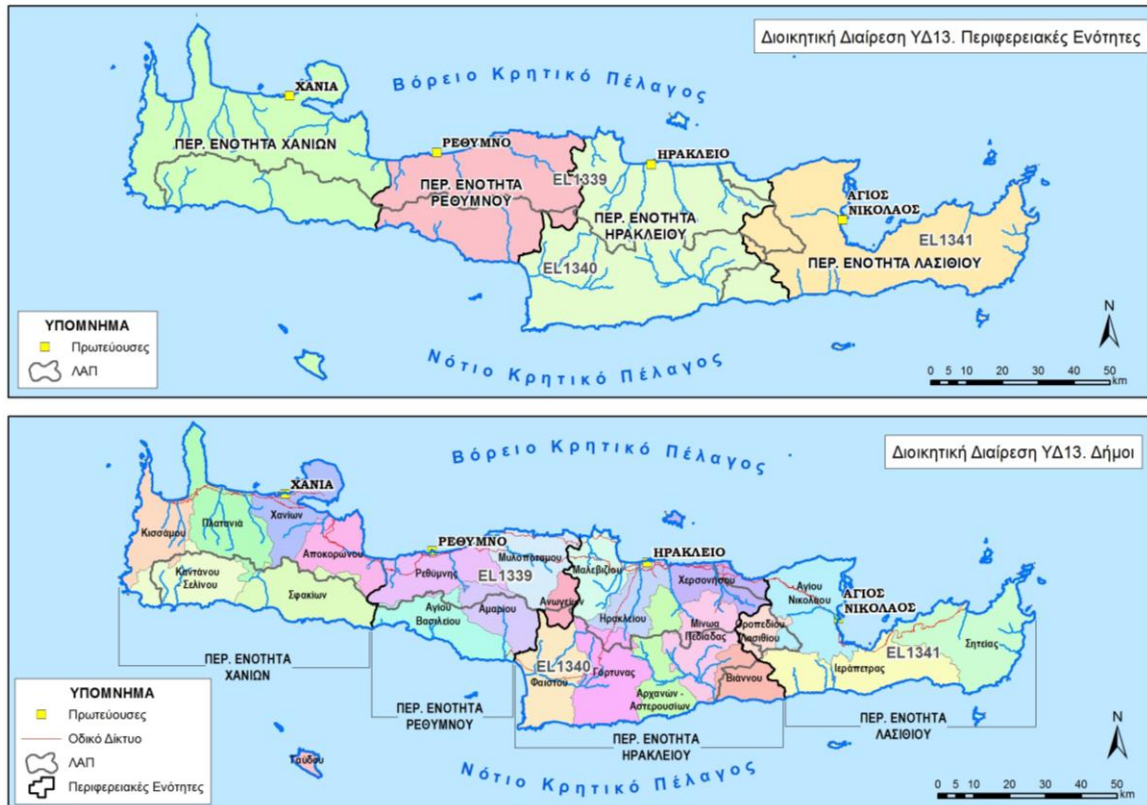 Διοικητική Διαίρεση ΥΔ13. Περιφερειακές Ενότητες
Βόρειο Κρητικό Πέλαγος
ΧΑΝΙΑ
ΠΕΡ. ΕΝΟΤΗΤΑ ΧΑΝΙΩΝ
ΡΕΘΥΜΝΟ
ΗΡΑΚΛΕΙΟ
ΠΕΡ. ΕΝΟΤΗΤΑ
ΡΕΘΥΜΝΟΥ
EL1339
ΑΓΙΟΣ
ΝΙΚΟΛΑΟΣ
ΠΕΡ. ΕΝΟΤΗΤΑ
ΗΡΑΚΛΕΙΟΥ
EL1340
EL1341
ΠΕΡ. ΕΝΟΤΗΤΑ ΛΑΣΙΘΙΟΥ
ΥΠΟΜΝΗΜΑ
Πρωτεύουσες
ΛΑΠ
Νότιο Κρητικό Πέλαγος
N
0 5 10 20 30 40 50
km
Διοικητική Διαίρεση ΥΔ13. Δήμοι
Βόρειο Κρητικό Πέλαγος
ΧΑΝΙΑ
Κισσάμου
Πλατανιά
Χανίων
Αποκορώνου
Καντάνου
Σελίνου
Σφακίων
ΡΕΘΥΜΝΟ
Ρεθύμνης
Μυλοποτάμου
EL1339
Αγίου
Βασιλείου
Αμαρίου
Ανωγείων
Μαλεβιζίου
ΗΡΑΚΛΕΙΟ
Χερσονήσου
Ηρακλείου
Μινώα
Πεδιάδας
Αγίου
Νικολάου
ΑΓΙΟΣ
ΝΙΚΟΛΑΟΣ
Οροπεδίου
Λασιθίου
Σητείας
EL1340
Φαιστού
Γόρτυνας
Αρχανών -
Αστερουσίων
Βιάννου
Ιεράπετρας
EL1341
ΠΕΡ. ΕΝΟΤΗΤΑ
ΧΑΝΙΩΝ
ΠΕΡ. ΕΝΟΤΗΤΑ
ΡΕΘΥΜΝΟΥ
ΠΕΡ. ΕΝΟΤΗΤΑ
ΗΡΑΚΛΕΙΟΥ
ΠΕΡ. ΕΝΟΤΗΤΑ
ΛΑΣΙΘΙΟΥ
ΥΠΟΜΝΗΜΑ
Πρωτεύουσες
Οδικό Δίκτυο
ΛΑΠ
Περιφερειακές Ενότητες
Γαύδου
Νότιο Κρητικό Πέλαγος
N
0 5 10 20 30 40 50
km